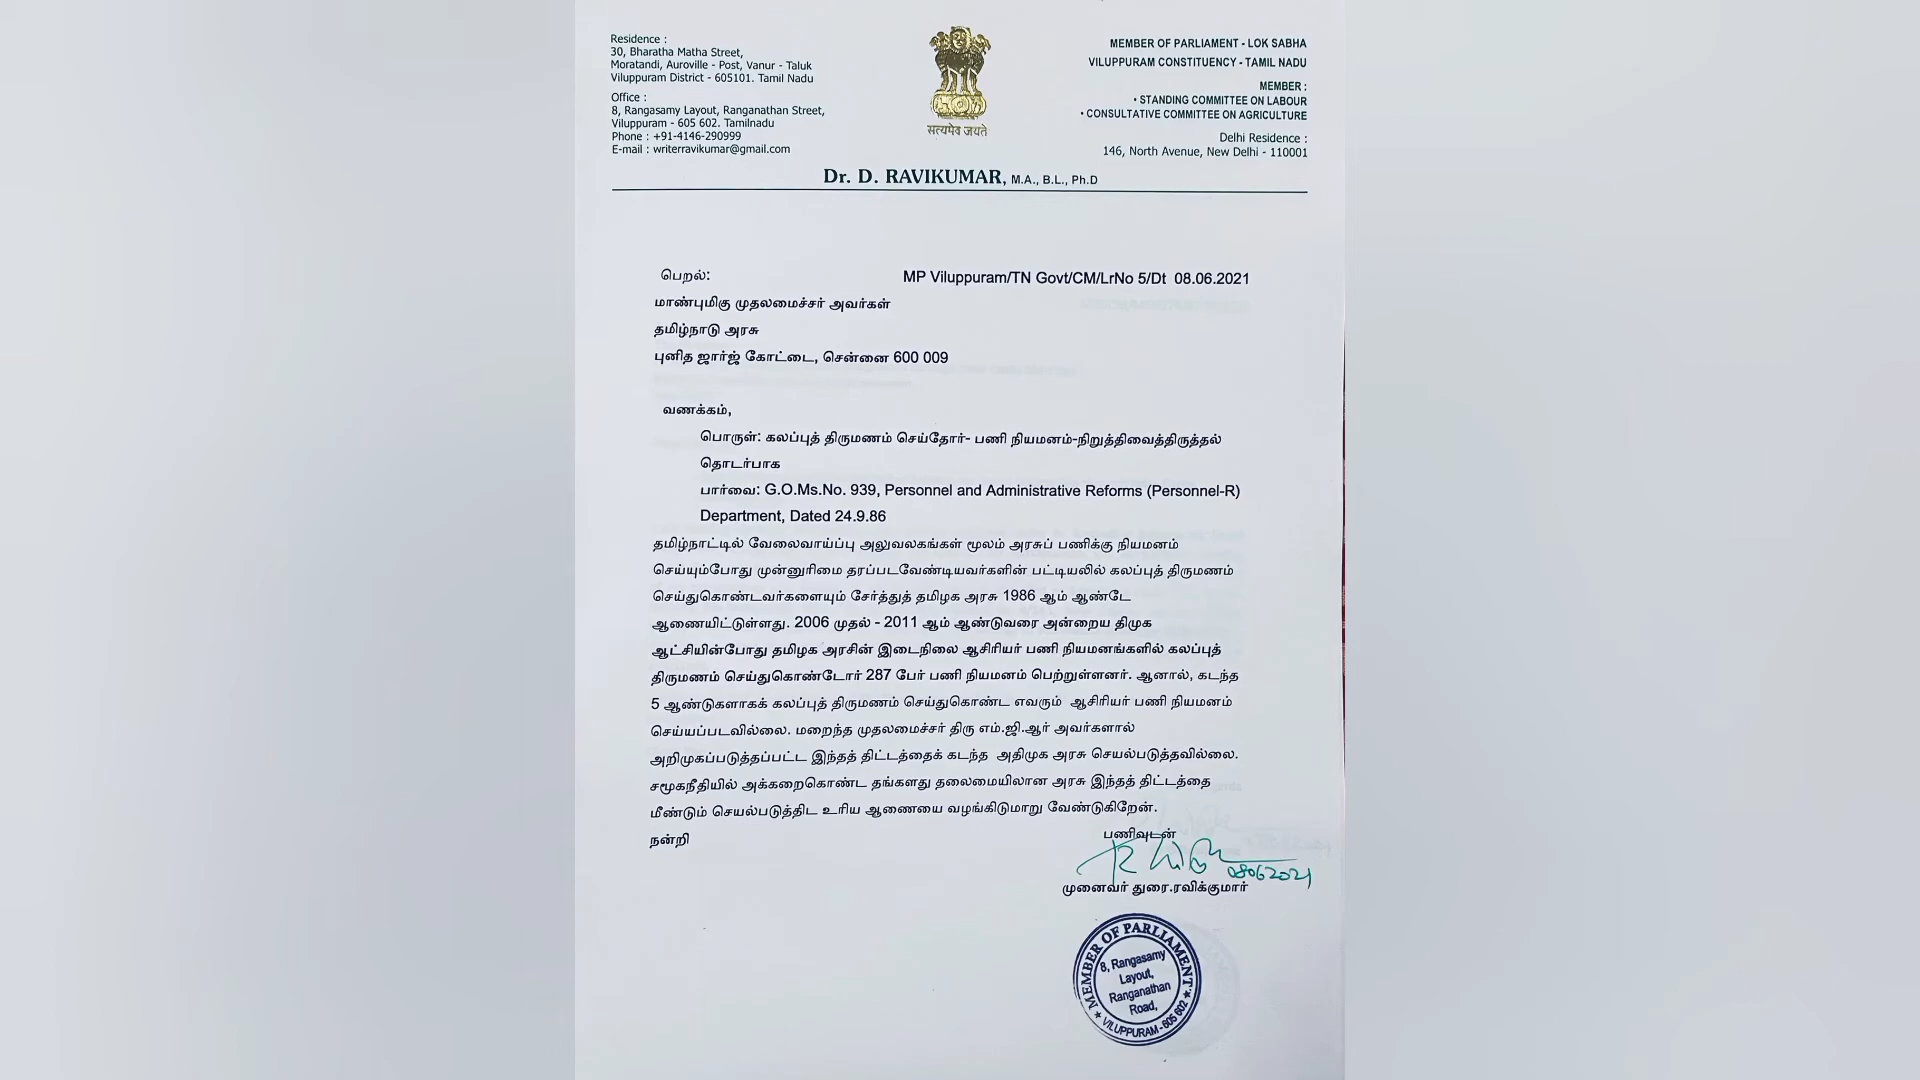 Residence :
30, Bharatha Matha Street,
Moratandi, Auroville - Post, Vanur - Taluk
Viluppuram District - 605101. Tamil Nadu
Office :
8, Rangasamy Layout, Ranganathan Street,
Viluppuram - 605 602. Tamilnadu
Phone : +91-4146-290999
E-mail : writerravikumar@gmail.com
सत्यमेव जयते
MEMBER OF PARLIAMENT - LOK SABHA
VILUPPURAM CONSTITUENCY - TAMIL NADU
MEMBER :
• STANDING COMMITTEE ON LABOUR
• CONSULTATIVE COMMITTEE ON AGRICULTURE
Delhi Residence :
146, North Avenue, New Delhi - 110001
Dr. D. RAVIKUMAR, M.A., B.L., Ph.D
பெறல்: MP Viluppuram/TN Govt/CM/LrNo 5/Dt 08.06.2021
மாண்புமிகு முதலமைச்சர் அவர்கள்
தமிழ்நாடு அரசு
புனித ஜார்ஜ் கோட்டை, சென்னை 600 009
வணக்கம்,
பொருள்: கலப்புத் திருமணம் செய்தோர்- பணி நியமனம்-நிறுத்திவைத்திருத்தல்
தொடர்பாக
பார்வை: G.O.Ms.No. 939, Personnel and Administrative Reforms (Personnel-R)
Department, Dated 24.9.86
தமிழ்நாட்டில் வேலைவாய்ப்பு அலுவலகங்கள் மூலம் அரசுப் பணிக்கு நியமனம்
செய்யும்போது முன்னுரிமை தரப்படவேண்டியவர்களின் பட்டியலில் கலப்புத் திருமணம்
செய்துகொண்டவர்களையும் சேர்த்துத் தமிழக அரசு 1986 ஆம் ஆண்டே
ஆணையிட்டுள்ளது. 2006 முதல் - 2011 ஆம் ஆண்டுவரை அன்றைய திமுக
ஆட்சியின்போது தமிழக அரசின் இடைநிலை ஆசிரியர் பணி நியமனங்களில் கலப்புத்
திருமணம் செய்துகொண்டோர் 287 பேர் பணி நியமனம் பெற்றுள்ளனர். ஆனால், கடந்த
5 ஆண்டுகளாகக் கலப்புத் திருமணம் செய்துகொண்ட எவரும் ஆசிரியர் பணி நியமனம்
செய்யப்படவில்லை. மறைந்த முதலமைச்சர் திரு எம்.ஜி.ஆர் அவர்களால்
அறிமுகப்படுத்தப்பட்ட இந்தத் திட்டத்தைக் கடந்த அதிமுக அரசு செயல்படுத்தவில்லை.
சமூகநீதியில் அக்கறைகொண்ட தங்களது தலைமையிலான அரசு இந்தத் திட்டத்தை
மீண்டும் செயல்படுத்திட உரிய ஆணையை வழங்கிடுமாறு வேண்டுகிறேன்.
நன்றி
பணிவுடன்
08062021
முனைவர் துரை.ரவிக்குமார்
MEMBER OF PARLIAMENT
8, Rangasamy
Layout,
Ranganathan
Road,
★ VILUPPURAM - 605 602 ★